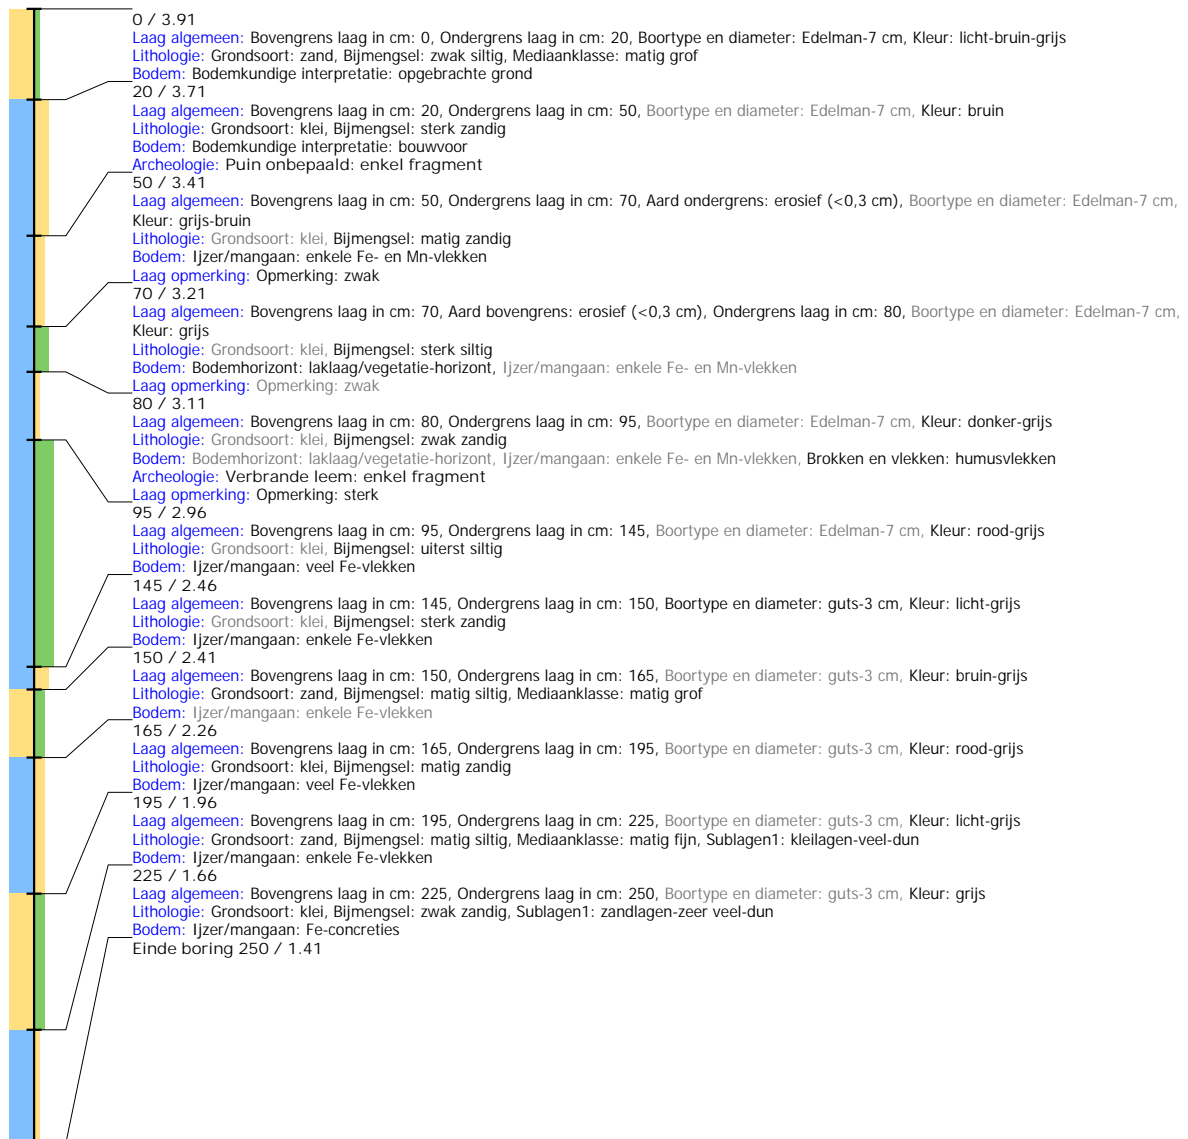 0 / 3.91
Laag algemeen: Bovengrens laag in cm: 0, Ondergrens laag in cm: 20, Boortype en diameter: Edelman-7 cm, Kleur: licht-bruin-grijs
Lithologie: Grondsoort: zand, Bijmengsel: zwak siltig, Mediaanklasse: matig grof
Bodem: Bodemkundige interpretatie: opgebrachte grond
20 / 3.71
Laag algemeen: Bovengrens laag in cm: 20, Ondergrens laag in cm: 50, Boortype en diameter: Edelman-7 cm, Kleur: bruin
Lithologie: Grondsoort: klei, Bijmengsel: sterk zandig
Bodem: Bodemkundige interpretatie: bouwvoor
Archeologie: Puin onbepaald: enkel fragment
50 / 3.41
Laag algemeen: Bovengrens laag in cm: 50, Ondergrens laag in cm: 70, Aard ondergrens: erosief (<0,3 cm), Boortype en diameter: Edelman-7 cm,
Kleur: grijs-bruin
Lithologie: Grondsoort: klei, Bijmengsel: matig zandig
Bodem: Ijzer/mangaan: enkele Fe- en Mn-vlekken
Laag opmerking: Opmerking: zwak
70 / 3.21
Laag algemeen: Bovengrens laag in cm: 70, Aard bovengrens: erosief (<0,3 cm), Ondergrens laag in cm: 80, Boortype en diameter: Edelman-7 cm,
Kleur: grijs
Lithologie: Grondsoort: klei, Bijmengsel: sterk siltig
Bodem: Bodemhorizont: laklaag/vegetatie-horizont, Ijzer/mangaan: enkele Fe- en Mn-vlekken
Laag opmerking: Opmerking: zwak
80 / 3.11
Laag algemeen: Bovengrens laag in cm: 80, Ondergrens laag in cm: 95, Boortype en diameter: Edelman-7 cm, Kleur: donker-grijs
Lithologie: Grondsoort: klei, Bijmengsel: zwak zandig
Bodem: Bodemhorizont: laklaag/vegetatie-horizont, Ijzer/mangaan: enkele Fe- en Mn-vlekken, Brokken en vlekken: humusvlekken
Archeologie: Verbrande leem: enkel fragment
Laag opmerking: Opmerking: sterk
95 / 2.96
Laag algemeen: Bovengrens laag in cm: 95, Ondergrens laag in cm: 145, Boortype en diameter: Edelman-7 cm, Kleur: rood-grijs
Lithologie: Grondsoort: klei, Bijmengsel: uiterst siltig
Bodem: Ijzer/mangaan: veel Fe-vlekken
145 / 2.46
Laag algemeen: Bovengrens laag in cm: 145, Ondergrens laag in cm: 150, Boortype en diameter: guts-3 cm, Kleur: licht-grijs
Lithologie: Grondsoort: klei, Bijmengsel: sterk zandig
Bodem: Ijzer/mangaan: enkele Fe-vlekken
150 / 2.41
Laag algemeen: Bovengrens laag in cm: 150, Ondergrens laag in cm: 165, Boortype en diameter: guts-3 cm, Kleur: bruin-grijs
Lithologie: Grondsoort: zand, Bijmengsel: matig siltig, Mediaanklasse: matig grof
Bodem: Ijzer/mangaan: enkele Fe-vlekken
165 / 2.26
Laag algemeen: Bovengrens laag in cm: 165, Ondergrens laag in cm: 195, Boortype en diameter: guts-3 cm, Kleur: rood-grijs
Lithologie: Grondsoort: klei, Bijmengsel: matig zandig
Bodem: Ijzer/mangaan: veel Fe-vlekken
195 / 1.96
Laag algemeen: Bovengrens laag in cm: 195, Ondergrens laag in cm: 225, Boortype en diameter: guts-3 cm, Kleur: licht-grijs
Lithologie: Grondsoort: zand, Bijmengsel: matig siltig, Mediaanklasse: matig fijn, Sublagen1: kleilagen-veel-dun
Bodem: Ijzer/mangaan: enkele Fe-vlekken
225 / 1.66
Laag algemeen: Bovengrens laag in cm: 225, Ondergrens laag in cm: 250, Boortype en diameter: guts-3 cm, Kleur: grijs
Lithologie: Grondsoort: klei, Bijmengsel: zwak zandig, Sublagen1: zandlagen-zeer veel-dun
Bodem: Ijzer/mangaan: Fe-concreties
Einde boring 250 / 1.41